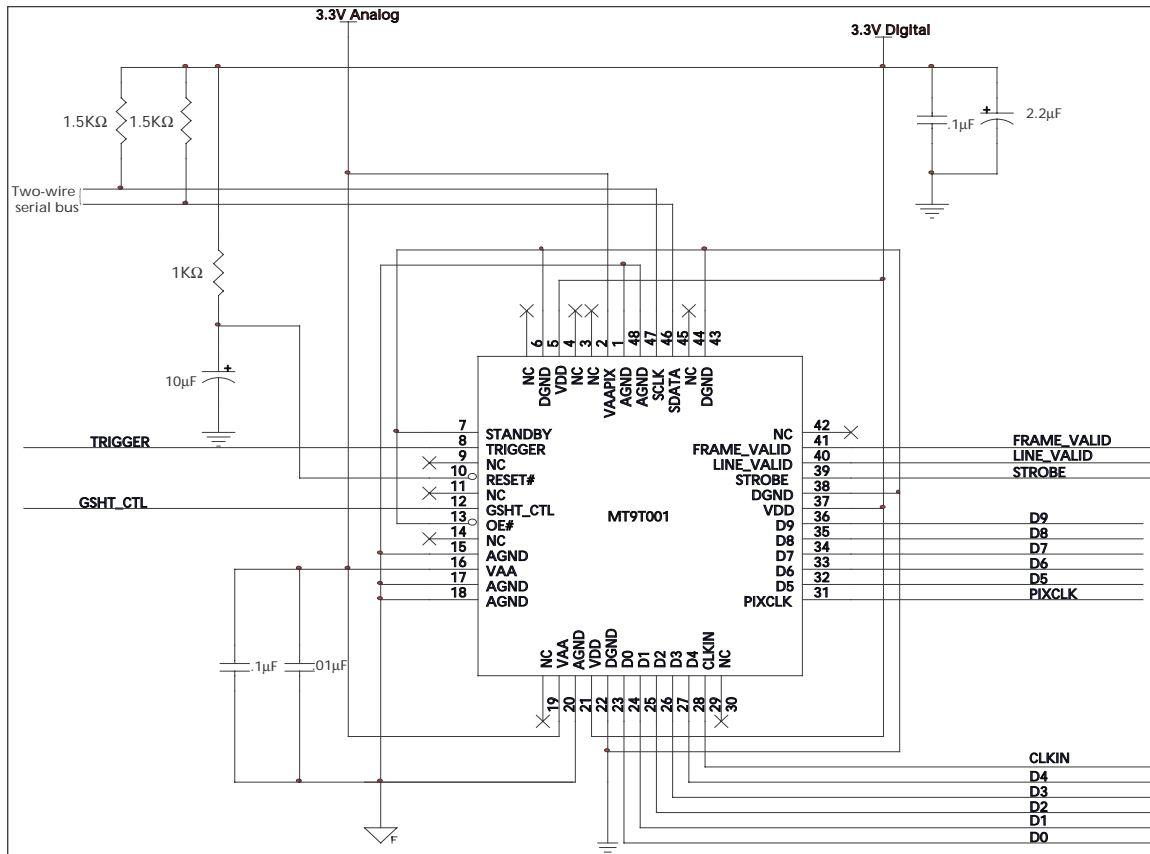 3.3V Analog
3.3V Digital
1.5KΩ 1.5KΩ
.1µF
2.2µF
Two-wire
serial bus
1KΩ
10µF
6 5 4 3 2 1 48 47 46 45 44 43
NC DGND VDD NC NC VAAPIX AGND AGND SCLK SDATA NC DGND
7 STANDBY
TRIGGER 8 TRIGGER
9 NC
10 RESET#
11 NC
GSHT_CTL 12 GSHT_CTL
13 OE#
14 NC
15 AGND
16 VAA
17 AGND
18 AGND
MT9T001
NC 42
FRAME_VALID 41 FRAME_VALID
LINE_VALID 40 LINE_VALID
STROBE 39 STROBE
DGND 38
VDD 37
D9 36 D9
D8 35 D8
D7 34 D7
D6 33 D6
D5 32 D5
PIXCLK 31 PIXCLK
NC VAA AGND VDD DGND D0 D1 D2 D3 D4 CLKIN NC
19 20 21 22 23 24 25 26 27 28 29 30
.1µF .01µF
CLKIN
D4
D3
D2
D1
D0
F